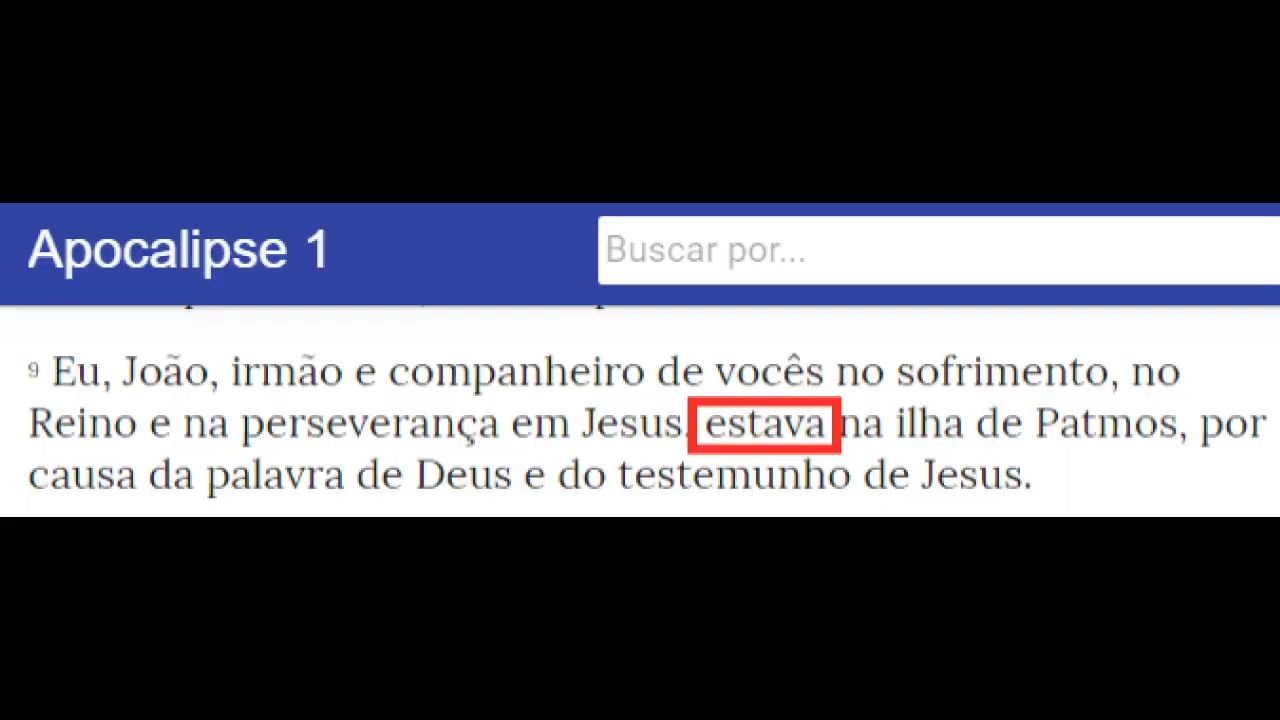 Apocalipse 1
Buscar por...
9 Eu, João, irmão e companheiro de vocês no sofrimento, no
Reino e na perseverança em Jesus, estava na ilha de Patmos, por
causa da palavra de Deus e do testemunho de Jesus.